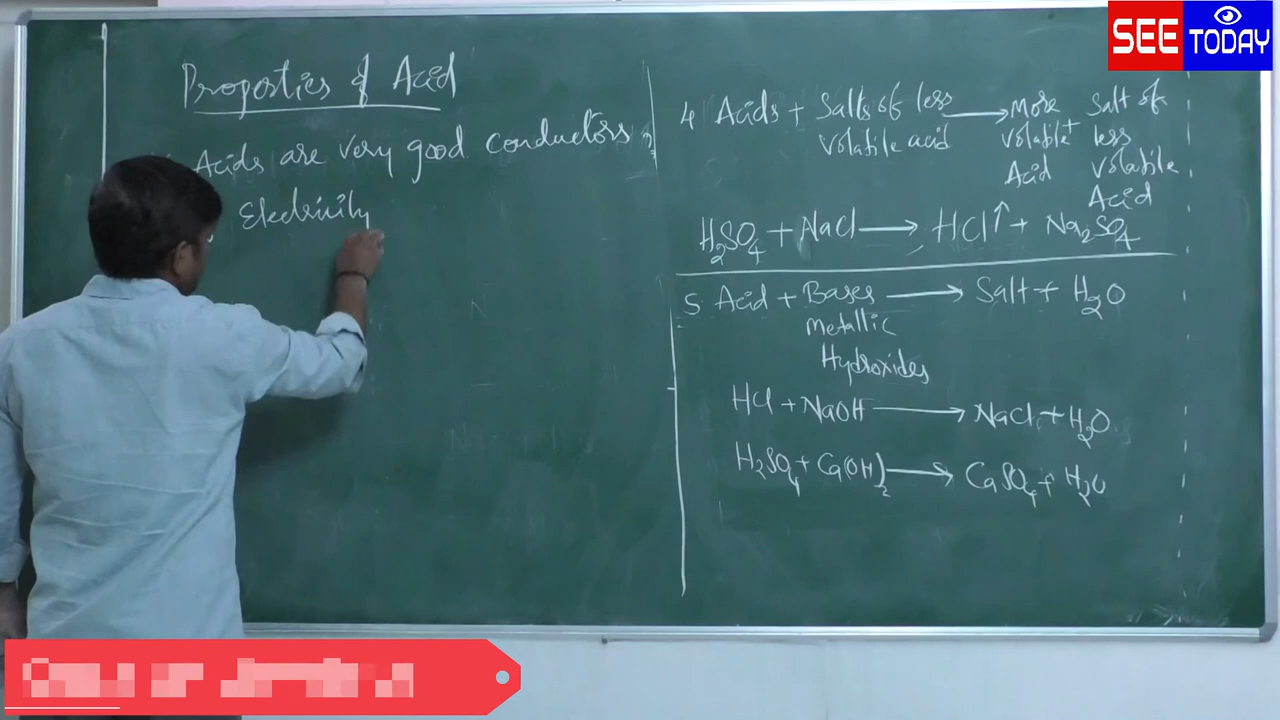 SEE TODAY
Properties of Acid
Acids are very good conductors of
Electricity
4 Acids + Salts of less volatile acid → More volatile Acid + Salt of less volatile Acid
H₂SO₄ + NaCl → HCl↑ + Na₂SO₄
5. Acid + Bases → Salt + H₂O
Metallic
Hydroxides
HCl + NaOH → NaCl + H₂O
H₂SO₄ + Ca(OH)₂ → CaSO₄ + H₂O